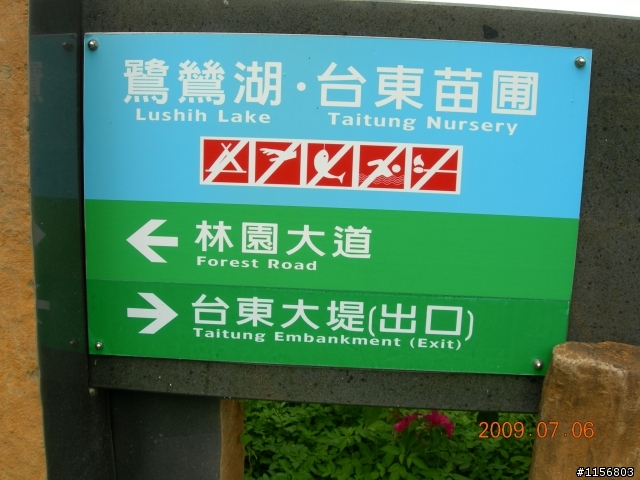 鷺鷥湖·台東苗圃
Lushih Lake Taitung Nursery
林園大道
Forest Road
台東大堤(出口)
Taitung Embankment (Exit)
2009.07.06
#1156803